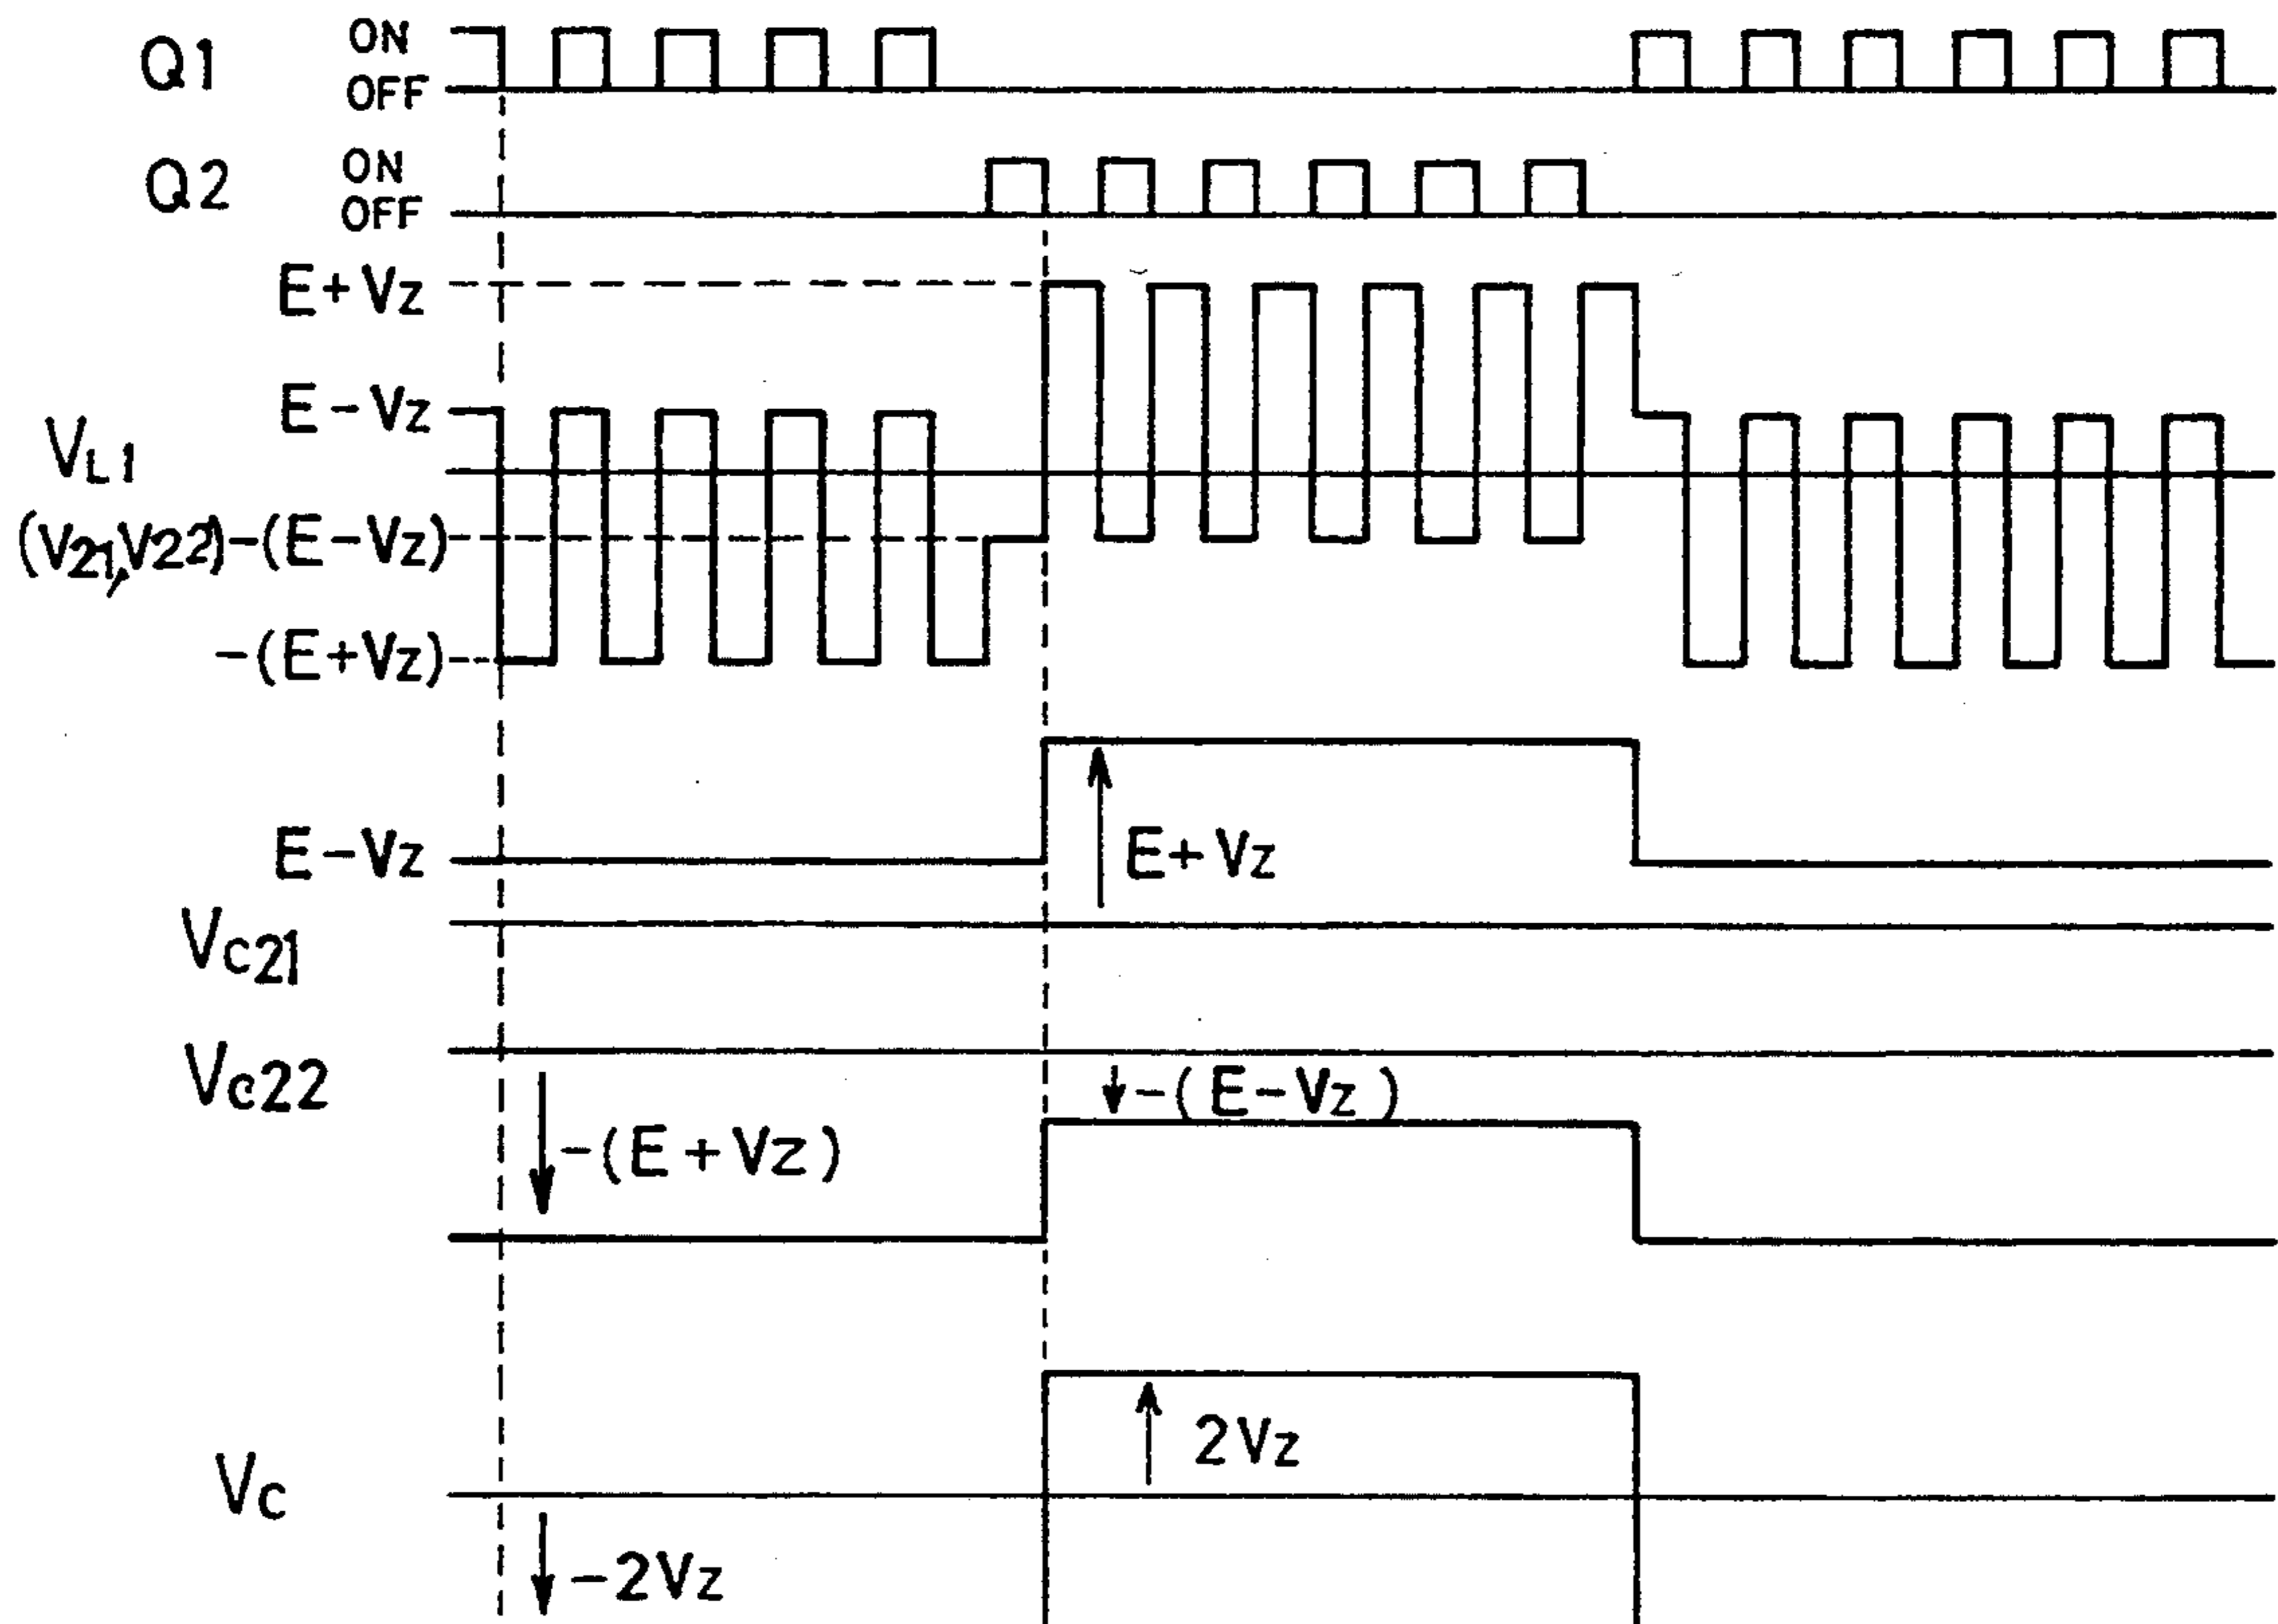 Q1 ON
OFF
Q2 ON
OFF
E+Vz
E-Vz
VL1
(V21,V22) -(E-Vz)
-(E+Vz)
E-Vz
E+Vz
Vc21
Vc22
-(E-Vz)
-(E+Vz)
2Vz
Vc
-2Vz